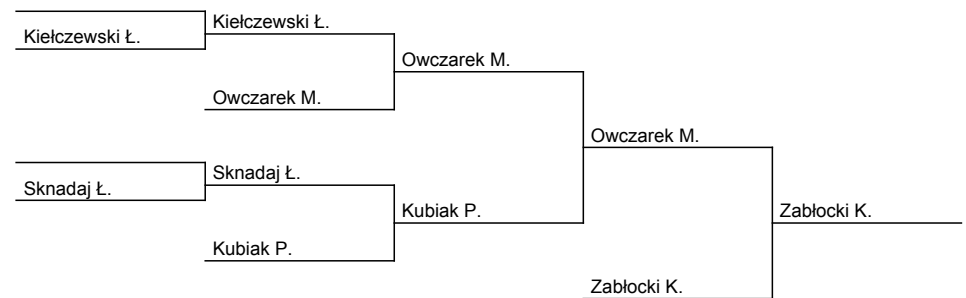 Kiełczewski Ł.
Kiełczewski Ł.
Owczarek M.
Owczarek M.
Owczarek M.
Sknadaj Ł.
Sknadaj Ł.
Kubiak P.
Zabłocki K.
Kubiak P.
Zabłocki K.